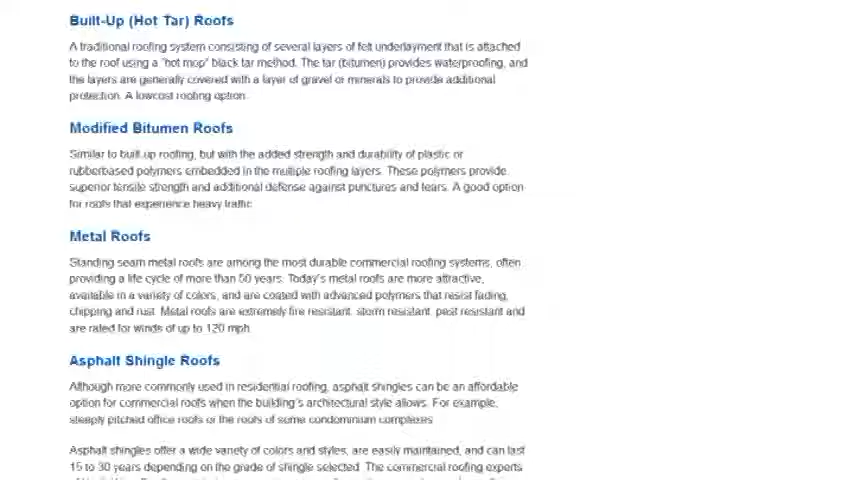 Built-Up (Hot Tar) Roofs
A traditional roofing system consisting of several layers of felt underlayment that is attached
to the roof using a "hot mop" black tar method. The tar (bitumen) provides waterproofing, and
the layers are generally covered with a layer of gravel or minerals to provide additional
protection. A lowcost roofing option.
Modified Bitumen Roofs
Similar to built up roofing, but with the added strength and durability of plastic or
rubberbased polymers embedded in the multiple roofing layers. These polymers provide
superior tensile strength and additional defense against punctures and tears. A good option
for roofs that experience heavy traffic.
Metal Roofs
Standing seam metal roofs are among the most durable commercial roofing systems, often
providing a life cycle of more than 50 years. Today's metal roofs are more attractive,
available in a variety of colors, and are coated with advanced polymers that resist fading,
chipping and rust. Metal roofs are extremely fire resistant, storm resistant, pest resistant and
are rated for winds of up to 120 mph.
Asphalt Shingle Roofs
Although more commonly used in residential roofing, asphalt shingles can be an affordable
option for commercial roofs when the building's architectural style allows. For example,
steeply pitched office roofs or the roofs of some condominium complexes.
Asphalt shingles offer a wide variety of colors and styles, are easily maintained, and can last
15 to 30 years depending on the grade of shingle selected. The commercial roofing experts